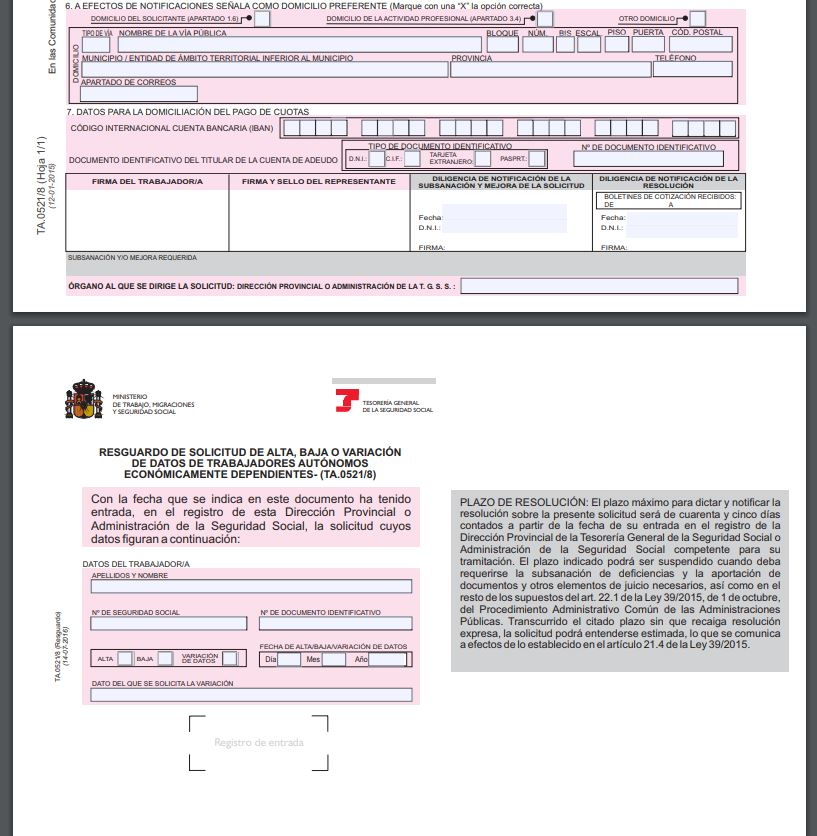 En las Comunidad
6. A EFECTOS DE NOTIFICACIONES SEÑALA COMO DOMICILIO PREFERENTE (Marque con una "X" la opción correcta)
DOMICILIO DEL SOLICITANTE (APARTADO 1.6) DOMICILIO DE LA ACTIVIDAD PROFESIONAL (APARTADO 3.4) OTRO DOMICILIO
DOMICILIO
TIPO DE VÍA NOMBRE DE LA VÍA PÚBLICA BLOQUE NÚM. BIS ESCAL. PISO PUERTA CÓD. POSTAL
MUNICIPIO / ENTIDAD DE ÁMBITO TERRITORIAL INFERIOR AL MUNICIPIO PROVINCIA TELÉFONO
APARTADO DE CORREOS
7. DATOS PARA LA DOMICILIACIÓN DEL PAGO DE CUOTAS
CÓDIGO INTERNACIONAL CUENTA BANCARIA (IBAN)
TIPO DE DOCUMENTO IDENTIFICATIVO Nº DE DOCUMENTO IDENTIFICATIVO
DOCUMENTO IDENTIFICATIVO DEL TITULAR DE LA CUENTA DE ADEUDO D.N.I.: C.I.F.: TARJETA EXTRANJERO: PASPRT.:
TA.0521/8 (Hoja 1/1)
(12-01-2015)
FIRMA DEL TRABAJADOR/A
FIRMA Y SELLO DEL REPRESENTANTE
DILIGENCIA DE NOTIFICACIÓN DE LA
SUBSANACIÓN Y MEJORA DE LA SOLICITUD
Fecha:
D.N.I.:
FIRMA:
DILIGENCIA DE NOTIFICACIÓN DE LA
RESOLUCIÓN
BOLETINES DE COTIZACIÓN RECIBIDOS:
DE A
Fecha:
D.N.I.:
FIRMA:
SUBSANACIÓN Y/O MEJORA REQUERIDA
ÓRGANO AL QUE SE DIRIGE LA SOLICITUD: DIRECCIÓN PROVINCIAL O ADMINISTRACIÓN DE LA T. G. S. S. :
MINISTERIO
DE TRABAJO, MIGRACIONES
Y SEGURIDAD SOCIAL
TESORERÍA GENERAL
DE LA SEGURIDAD SOCIAL
RESGUARDO DE SOLICITUD DE ALTA, BAJA O VARIACIÓN
DE DATOS DE TRABAJADORES AUTÓNOMOS
ECONÓMICAMENTE DEPENDIENTES- (TA.0521/8)
Con la fecha que se indica en este documento ha tenido
entrada, en el registro de esta Dirección Provincial o
Administración de la Seguridad Social, la solicitud cuyos
datos figuran a continuación:
DATOS DEL TRABAJADOR/A
APELLIDOS Y NOMBRE
Nº DE SEGURIDAD SOCIAL Nº DE DOCUMENTO IDENTIFICATIVO
FECHA DE ALTA/BAJA/VARIACIÓN DE DATOS
ALTA BAJA VARIACIÓN DE DATOS Día Mes Año
DATO DEL QUE SE SOLICITA LA VARIACIÓN
TA.0521/8 (Resguardo)
(14-07-2016)
Registro de entrada
PLAZO DE RESOLUCIÓN: El plazo máximo para dictar y notificar la
resolución sobre la presente solicitud será de cuarenta y cinco días
contados a partir de la fecha de su entrada en el registro de la
Dirección Provincial de la Tesorería General de la Seguridad Social o
Administración de la Seguridad Social competente para su
tramitación. El plazo indicado podrá ser suspendido cuando deba
requerirse la subsanación de deficiencias y la aportación de
documentos y otros elementos de juicio necesarios, así como en el
resto de los supuestos del art. 22.1 de la Ley 39/2015, de 1 de octubre,
del Procedimiento Administrativo Común de las Administraciones
Públicas. Transcurrido el citado plazo sin que recaiga resolución
expresa, la solicitud podrá entenderse estimada, lo que se comunica
a efectos de lo establecido en el artículo 21.4 de la Ley 39/2015.